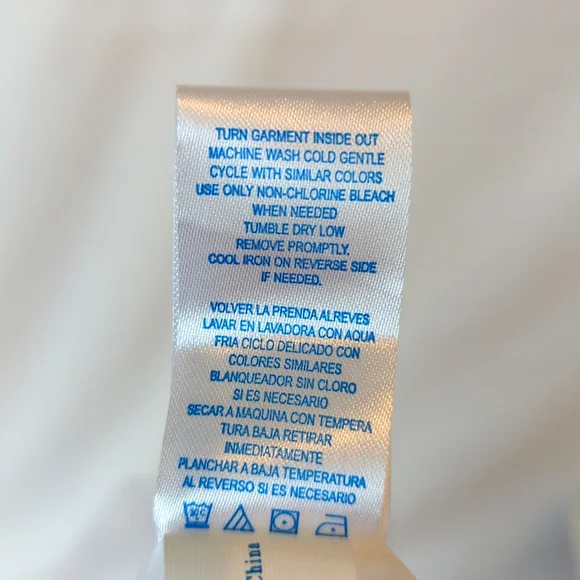 TURN GARMENT INSIDE OUT
MACHINE WASH COLD GENTLE
CYCLE WITH SIMILAR COLORS
USE ONLY NON-CHLORINE BLEACH
WHEN NEEDED
TUMBLE DRY LOW
REMOVE PROMPTLY.
COOL IRON ON REVERSE SIDE
IF NEEDED.
VOLVER LA PRENDA ALREVES
LAVAR EN LAVADORA CON AQUA
FRIA CICLO DELICADO CON
COLORES SIMILARES
BLANQUEADOR SIN CLORO
SI ES NECESARIO
SECAR A MAQUINA CON TEMPERA
TURA BAJA RETIRAR
INMEDIATAMENTE
PLANCHAR A BAJA TEMPERATURA
AL REVERSO SI ES NECESARIO
China